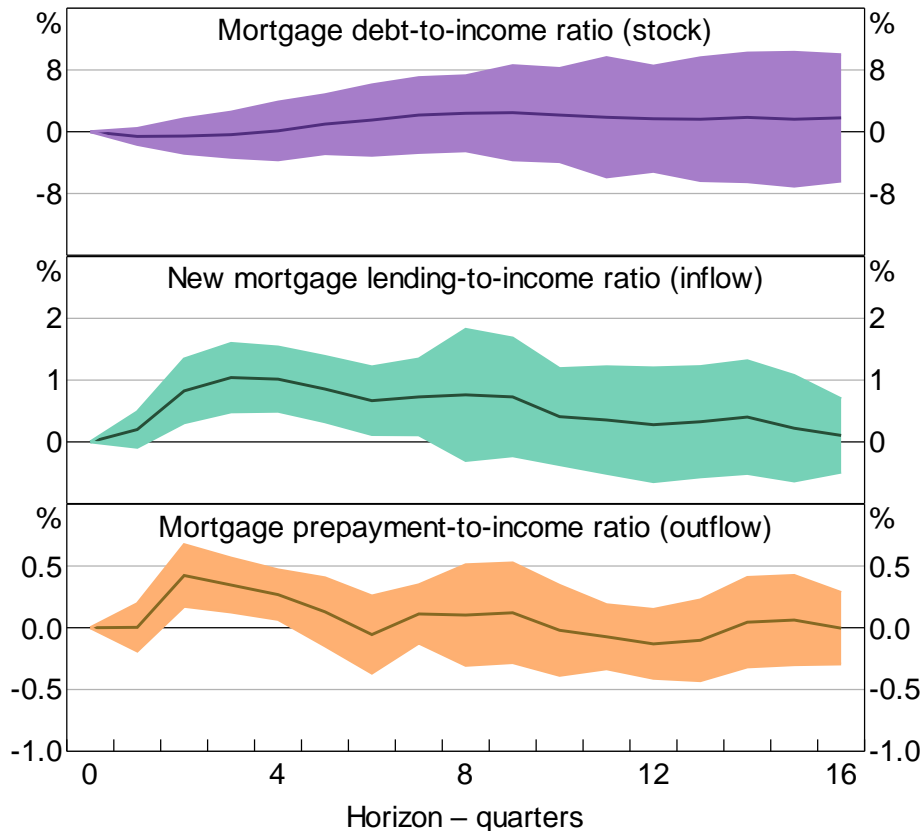 % %
Mortgage debt-to-income ratio (stock)
8 8
0 0
-8 -8
% %
New mortgage lending-to-income ratio (inflow)
2 2
1 1
0 0
% %
Mortgage prepayment-to-income ratio (outflow)
0.5 0.5
0.0 0.0
-0.5 -0.5
-1.0 -1.0
0 4 8 12 16
Horizon – quarters